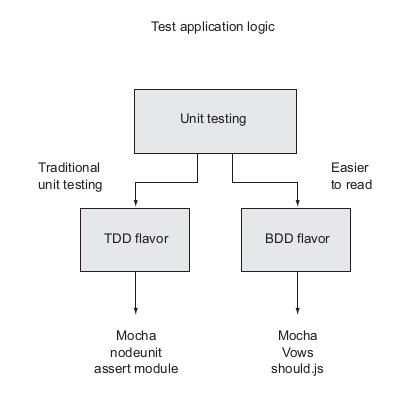 Test application logic
Unit testing
Traditional
unit testing
Easier
to read
TDD flavor
BDD flavor
Mocha
nodeunit
assert module
Mocha
Vows
should.js